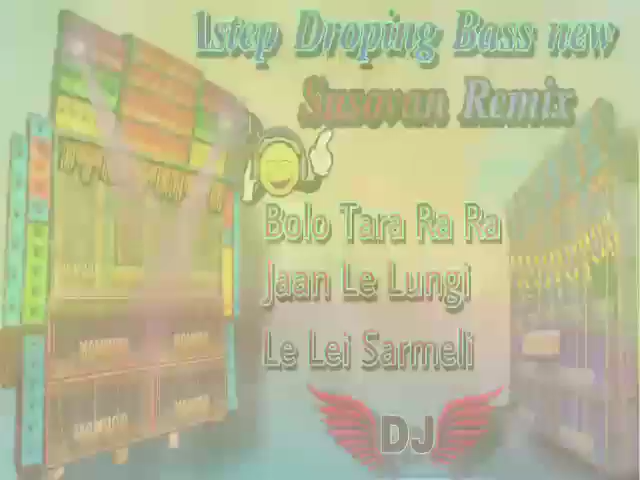 1step Droping Bass new
Susovan Remix
Bolo Tara Ra Ra
Jaan Le Lungi
Le Lei Sarmeli
DJ